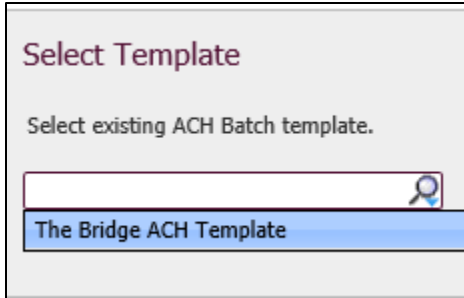 Select Template
Select existing ACH Batch template.
The Bridge ACH Template